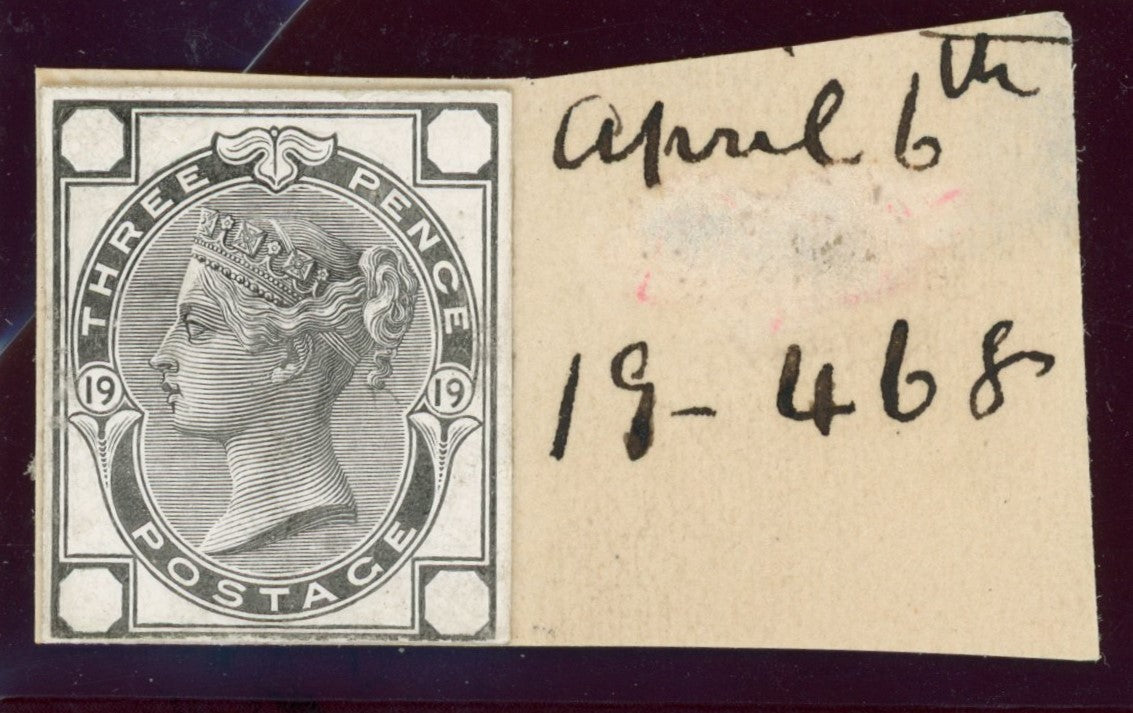 THREE PENCE
19 19
POSTAGE
April 6th
19-468